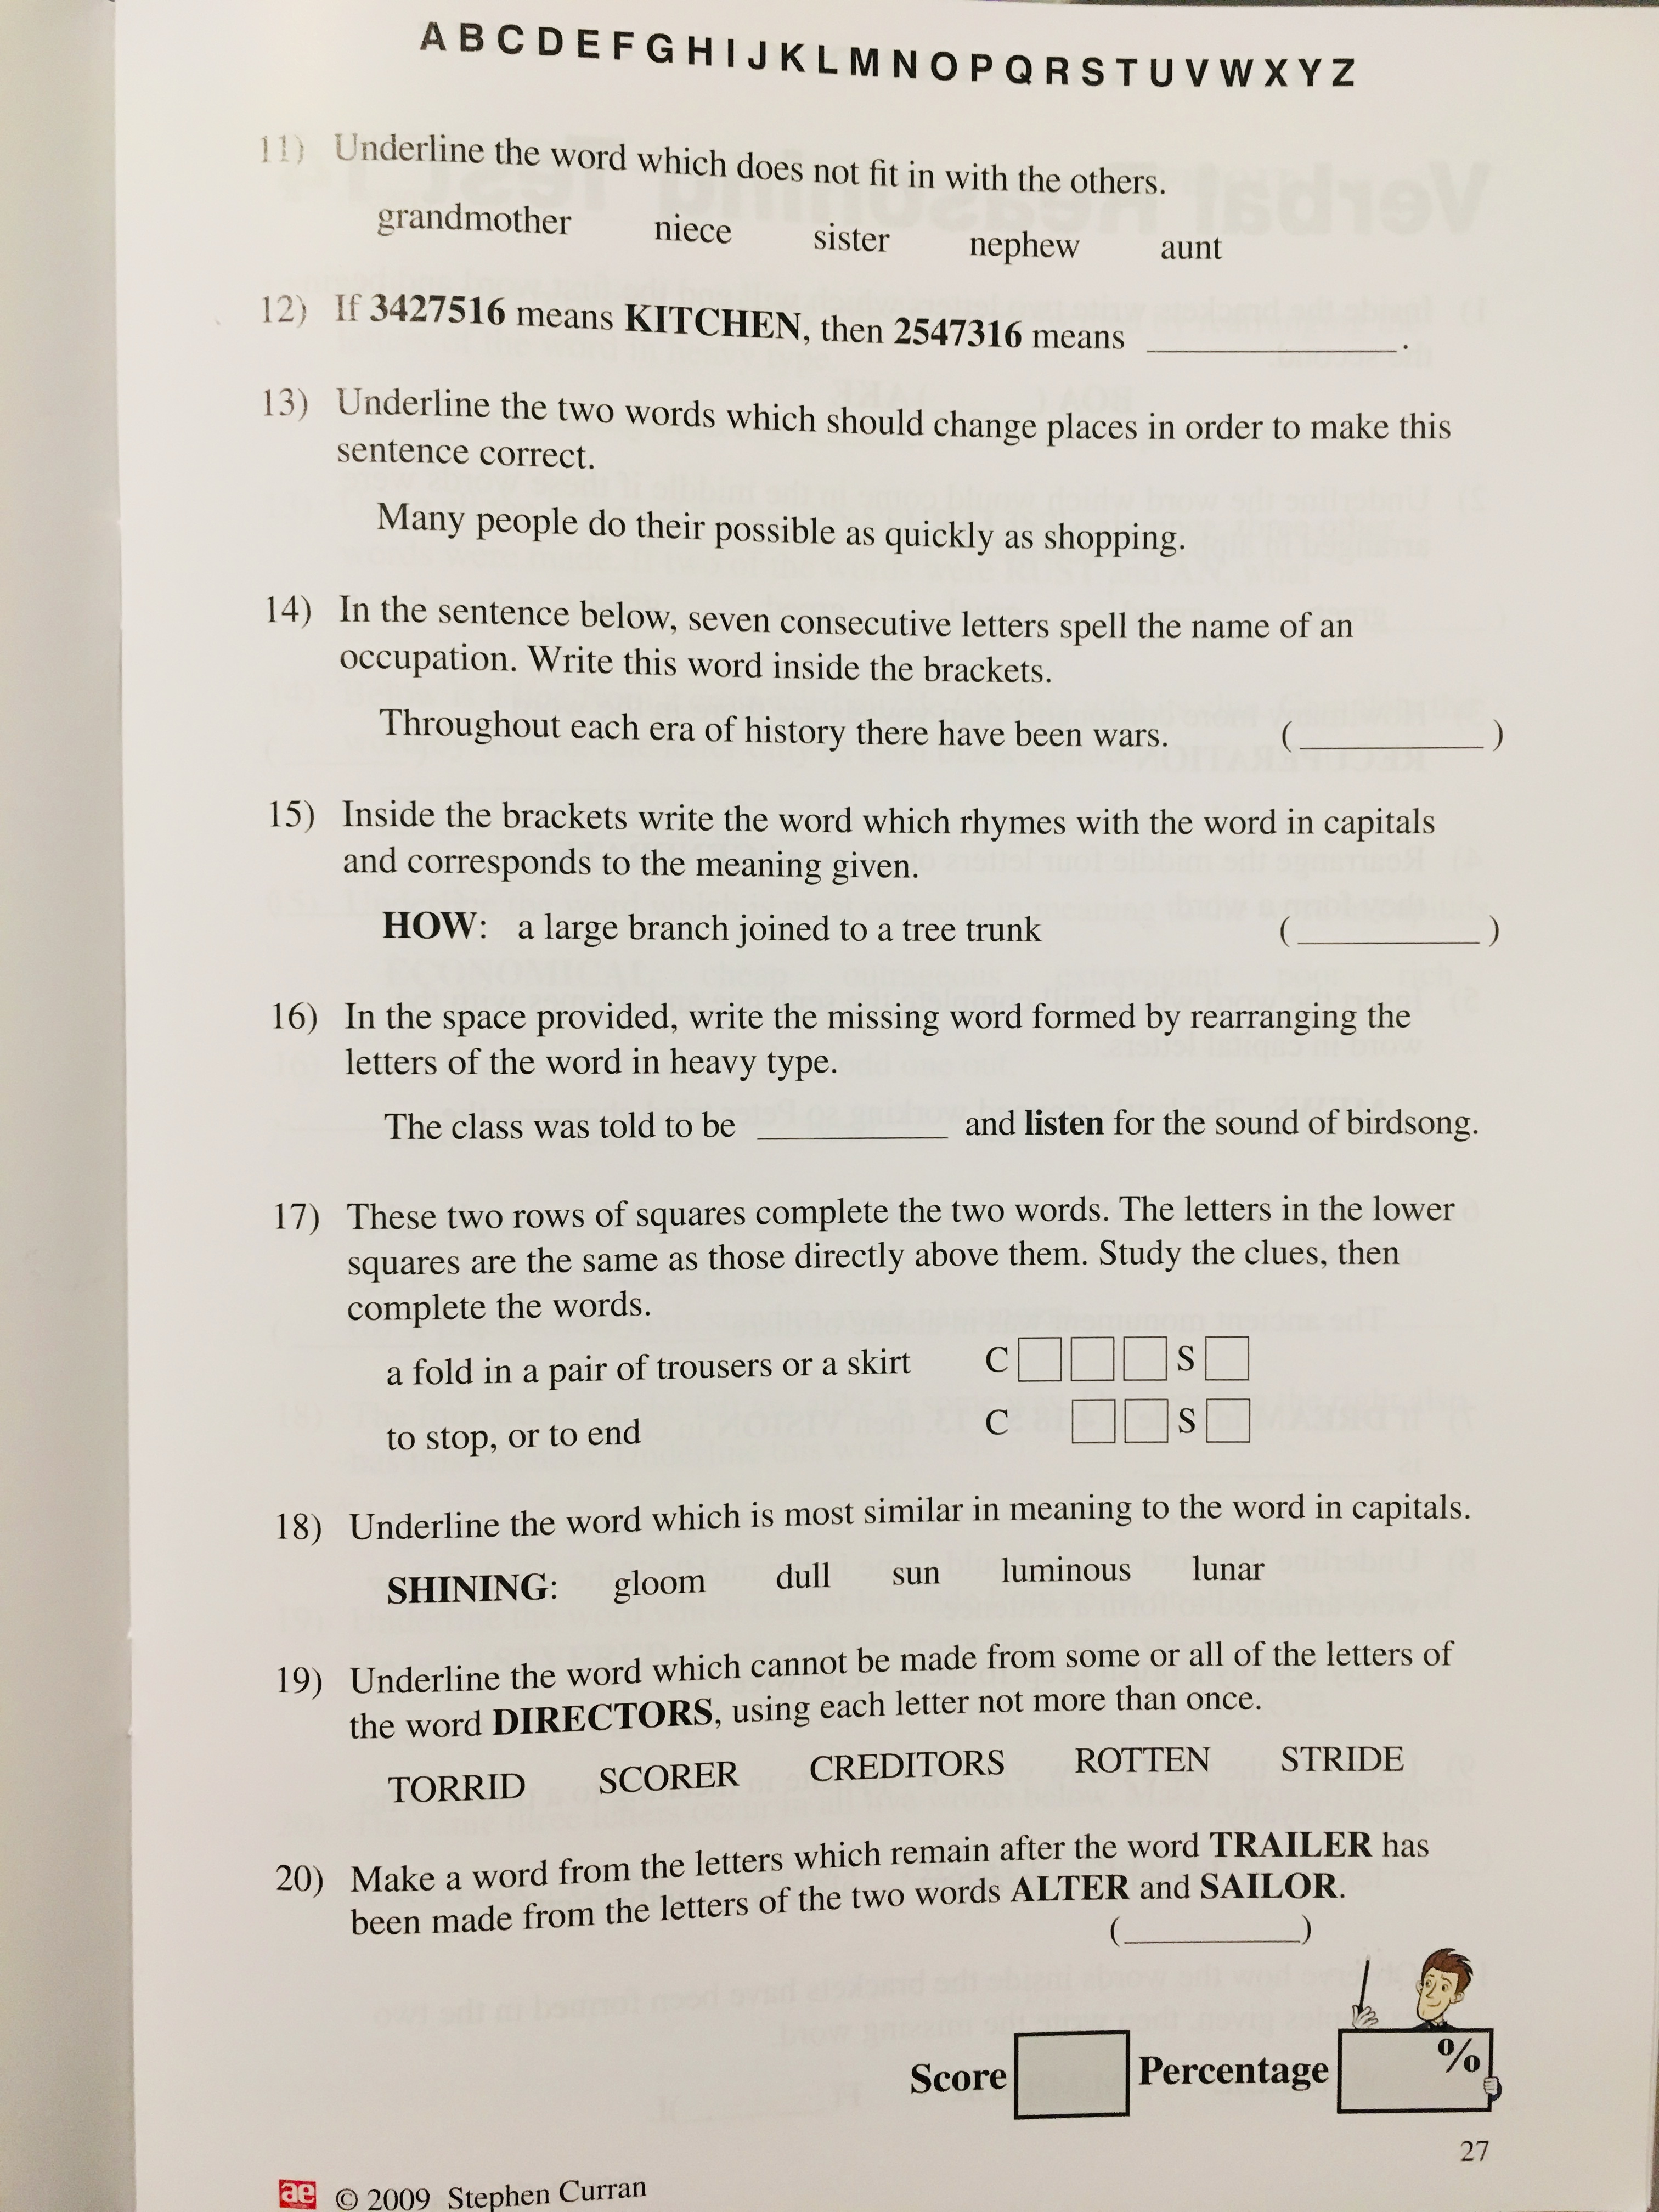 A B C D E F G H I J K L M N O P Q R S T U V W X Y Z
11) Underline the word which does not fit in with the others.
grandmother niece sister nephew aunt
12) If 3427516 means KITCHEN, then 2547316 means __________.
13) Underline the two words which should change places in order to make this
sentence correct.
Many people do their possible as quickly as shopping.
14) In the sentence below, seven consecutive letters spell the name of an
occupation. Write this word inside the brackets.
Throughout each era of history there have been wars. (__________)
15) Inside the brackets write the word which rhymes with the word in capitals
and corresponds to the meaning given.
HOW: a large branch joined to a tree trunk (__________)
16) In the space provided, write the missing word formed by rearranging the
letters of the word in heavy type.
The class was told to be __________ and listen for the sound of birdsong.
17) These two rows of squares complete the two words. The letters in the lower
squares are the same as those directly above them. Study the clues, then
complete the words.
a fold in a pair of trousers or a skirt C□□□S□
to stop, or to end C □□S□
18) Underline the word which is most similar in meaning to the word in capitals.
SHINING: gloom dull sun luminous lunar
19) Underline the word which cannot be made from some or all of the letters of
the word DIRECTORS, using each letter not more than once.
TORRID SCORER CREDITORS ROTTEN STRIDE
20) Make a word from the letters which remain after the word TRAILER has
been made from the letters of the two words ALTER and SAILOR.
(__________)
Score Percentage %
27
ae © 2009 Stephen Curran